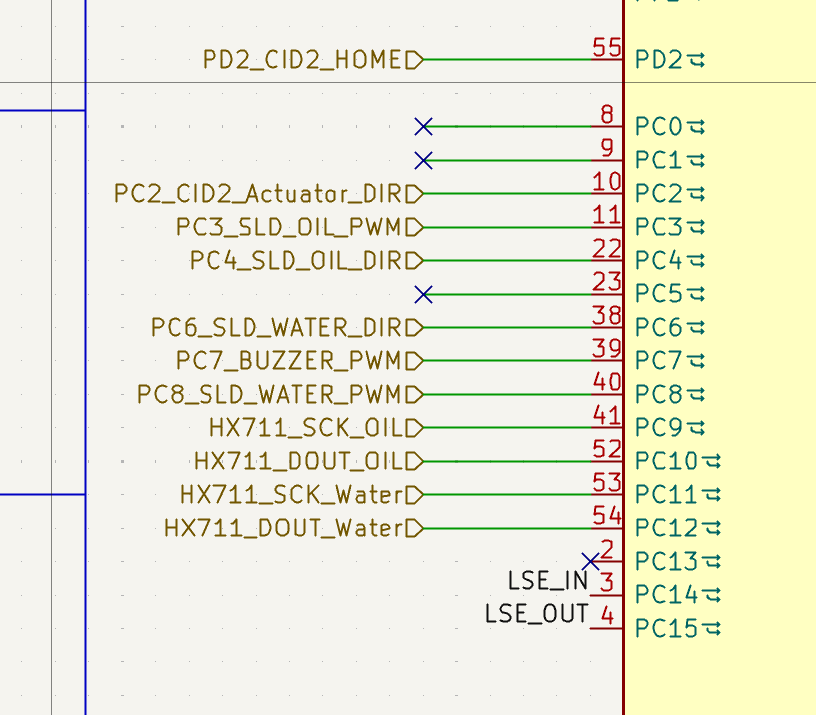 PD2_CID2_HOME 55 PD2
8 PC0
9 PC1
PC2_CID2_Actuator_DIR 10 PC2
PC3_SLD_OIL_PWM 11 PC3
PC4_SLD_OIL_DIR 22 PC4
23 PC5
PC6_SLD_WATER_DIR 38 PC6
PC7_BUZZER_PWM 39 PC7
PC8_SLD_WATER_PWM 40 PC8
HX711_SCK_OIL 41 PC9
HX711_DOUT_OIL 52 PC10
HX711_SCK_Water 53 PC11
HX711_DOUT_Water 54 PC12
2 PC13
LSE_IN 3 PC14
LSE_OUT 4 PC15